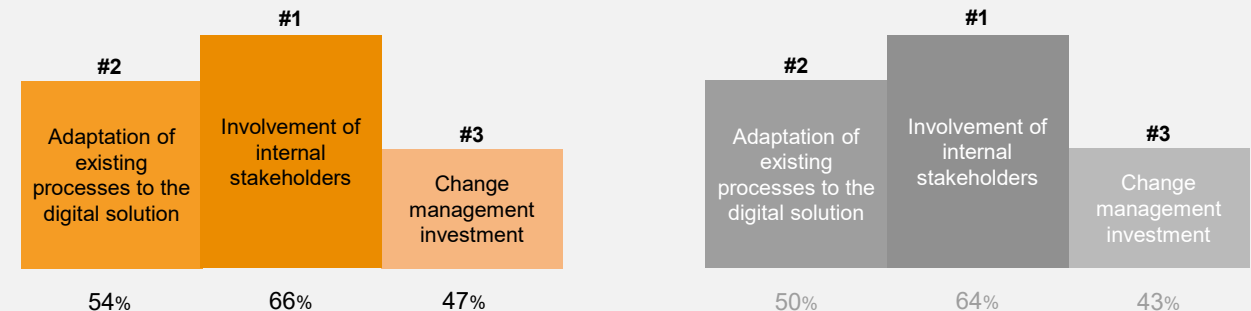 #1
#2
Involvement of
internal
stakeholders
Adaptation of
existing
processes to the
digital solution
#3
Change
management
investment
54%
66%
47%
#1
#2
Involvement of
internal
stakeholders
Adaptation of
existing
processes to the
digital solution
#3
Change
management
investment
50%
64%
43%